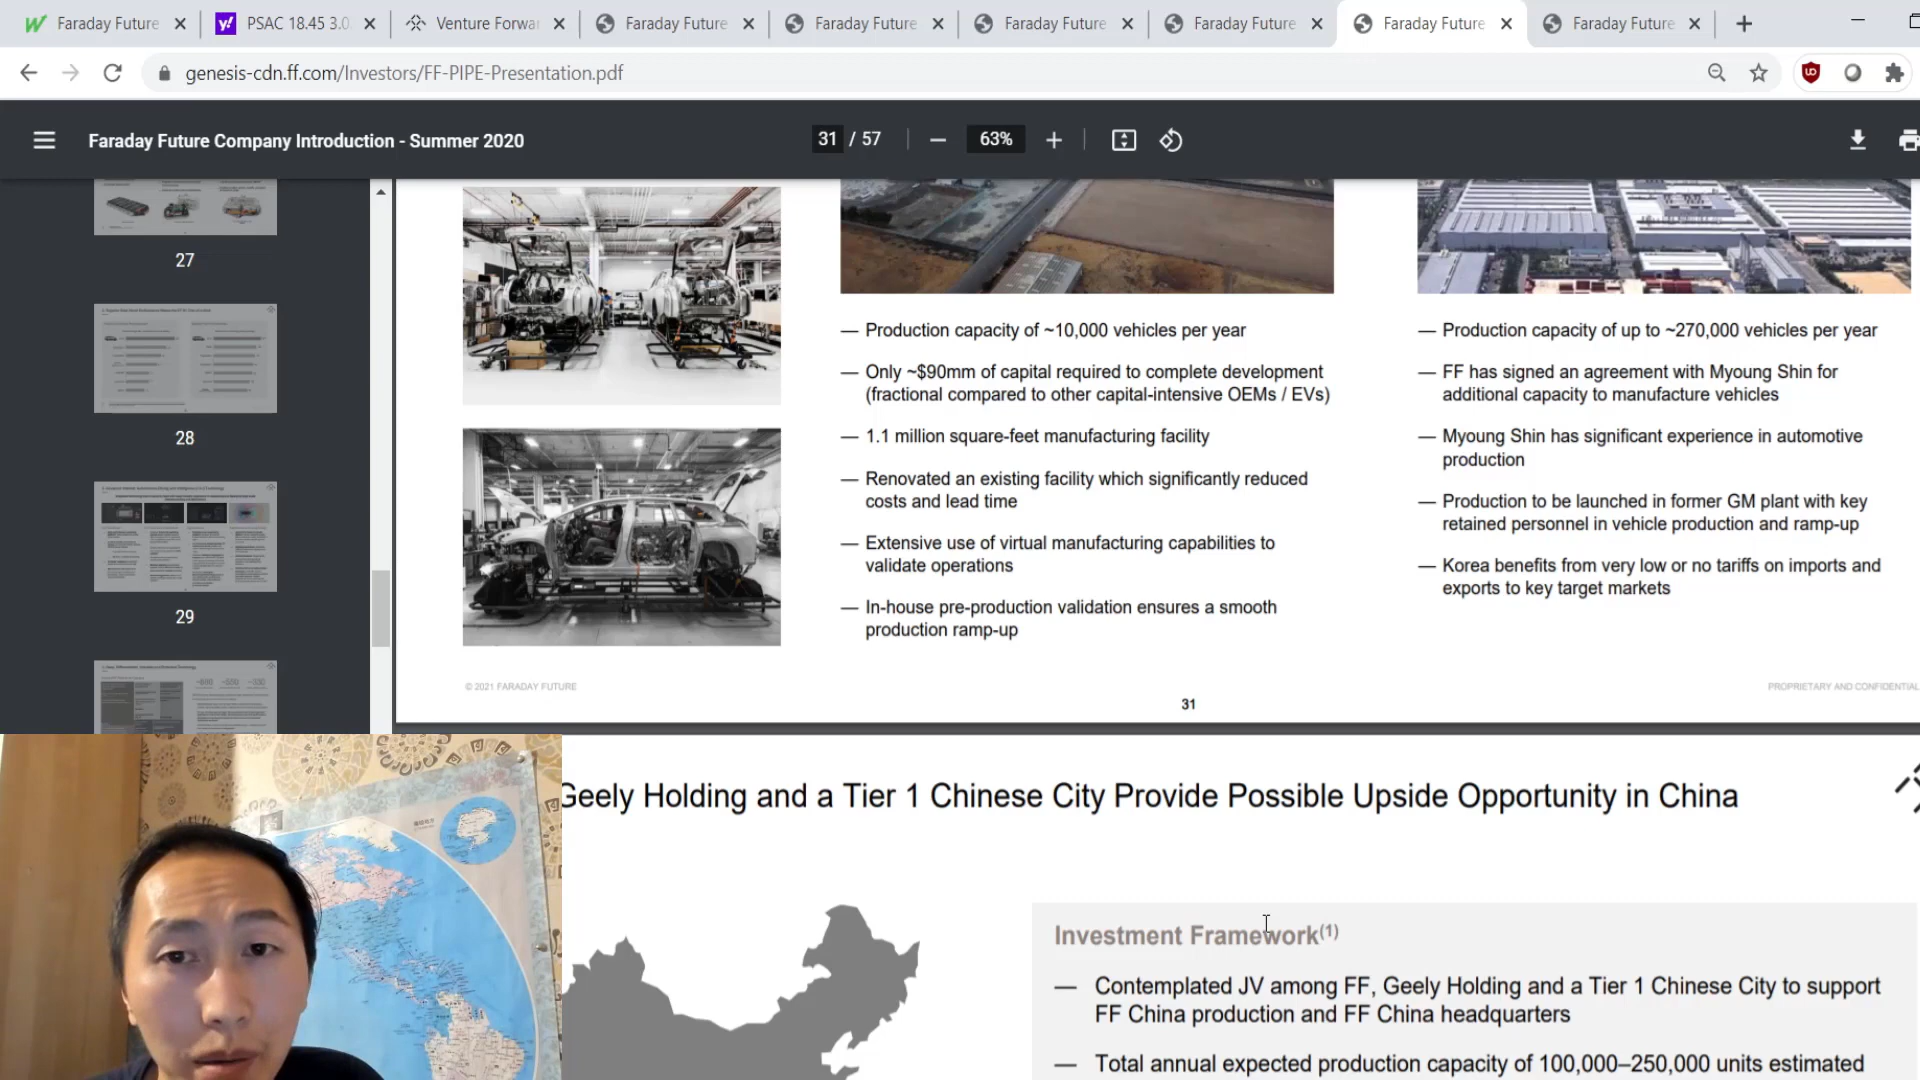 Faraday Future
PSAC 18.45 3.0
Venture Forwa
Faraday Future
Faraday Future
Faraday Future
Faraday Future
Faraday Future
Faraday Future
genesis-cdn.ff.com/Investors/FF-PIPE-Presentation.pdf
Faraday Future Company Introduction - Summer 2020
31 / 57
63%
27
28
29
— Production capacity of ~10,000 vehicles per year
— Only ~$90mm of capital required to complete development
(fractional compared to other capital-intensive OEMs / EVs)
— 1.1 million square-feet manufacturing facility
— Renovated an existing facility which significantly reduced
costs and lead time
— Extensive use of virtual manufacturing capabilities to
validate operations
— In-house pre-production validation ensures a smooth
production ramp-up
— Production capacity of up to ~270,000 vehicles per year
— FF has signed an agreement with Myoung Shin for
additional capacity to manufacture vehicles
— Myoung Shin has significant experience in automotive
production
— Production to be launched in former GM plant with key
retained personnel in vehicle production and ramp-up
— Korea benefits from very low or no tariffs on imports and
exports to key target markets
© 2021 FARADAY FUTURE
31
PROPRIETARY AND CONFIDENTIAL
Geely Holding and a Tier 1 Chinese City Provide Possible Upside Opportunity in China
Investment Framework(1)
— Contemplated JV among FF, Geely Holding and a Tier 1 Chinese City to support
FF China production and FF China headquarters
— Total annual expected production capacity of 100,000–250,000 units estimated